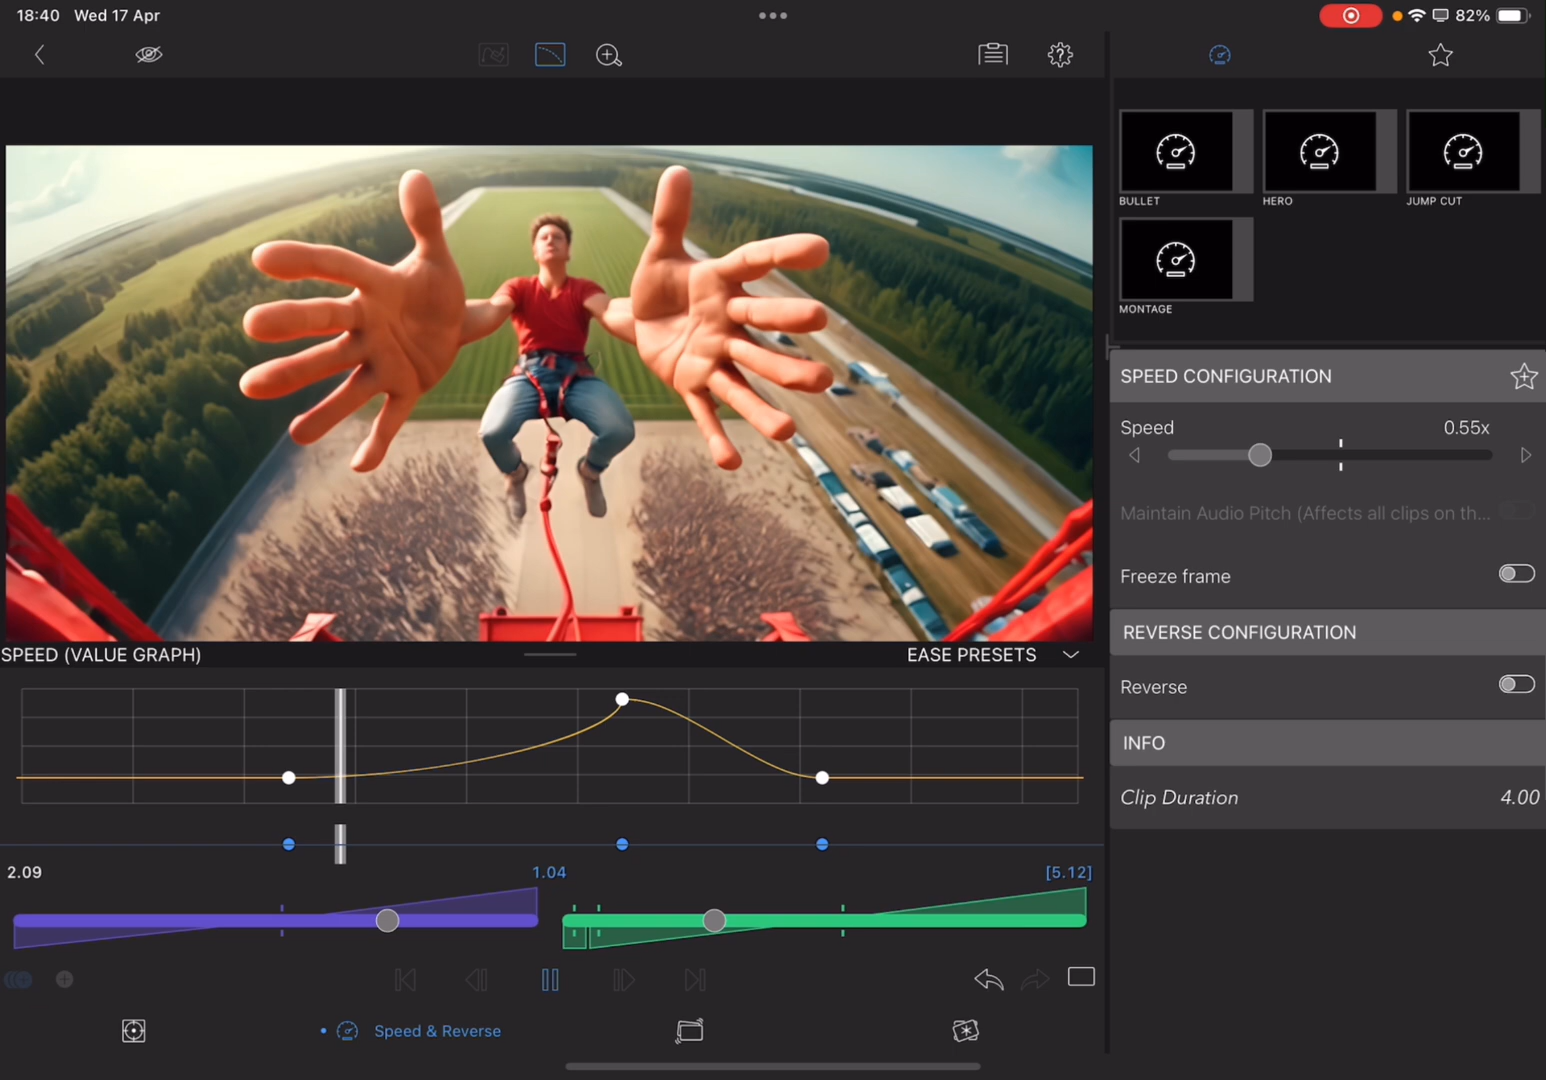 18:40 Wed 17 Apr
82%
BULLET
HERO
JUMP CUT
MONTAGE
SPEED CONFIGURATION
Speed
0.55x
Maintain Audio Pitch (Affects all clips on th...
Freeze frame
REVERSE CONFIGURATION
Reverse
INFO
Clip Duration
4.00
SPEED (VALUE GRAPH)
EASE PRESETS
2.09
1.04
[5.12]
Speed & Reverse